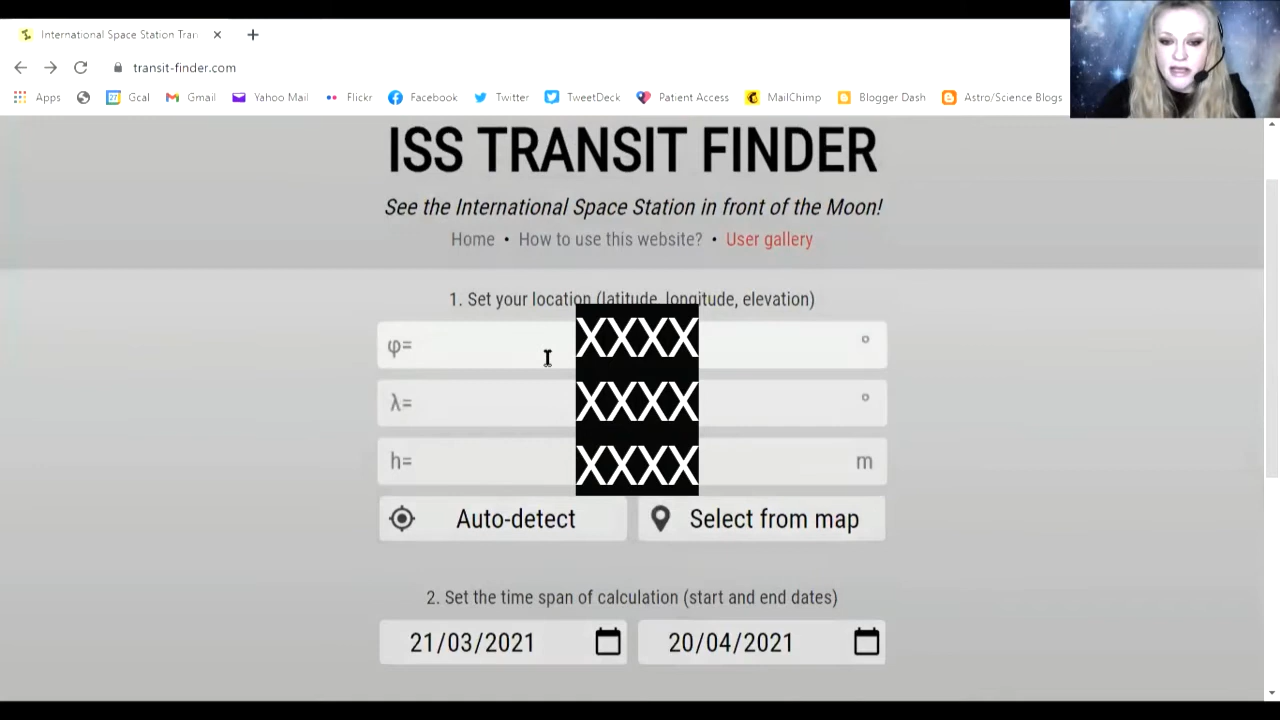 International Space Station Tran
transit-finder.com
Apps Gcal Gmail Yahoo Mail Flickr Facebook Twitter TweetDeck Patient Access MailChimp Blogger Dash Astro/Science Blogs
ISS TRANSIT FINDER
See the International Space Station in front of the Moon!
Home • How to use this website? • User gallery
1. Set your location (latitude, longitude, elevation)
φ= XXXX °
λ= XXXX °
h= XXXX m
Auto-detect Select from map
2. Set the time span of calculation (start and end dates)
21/03/2021 20/04/2021